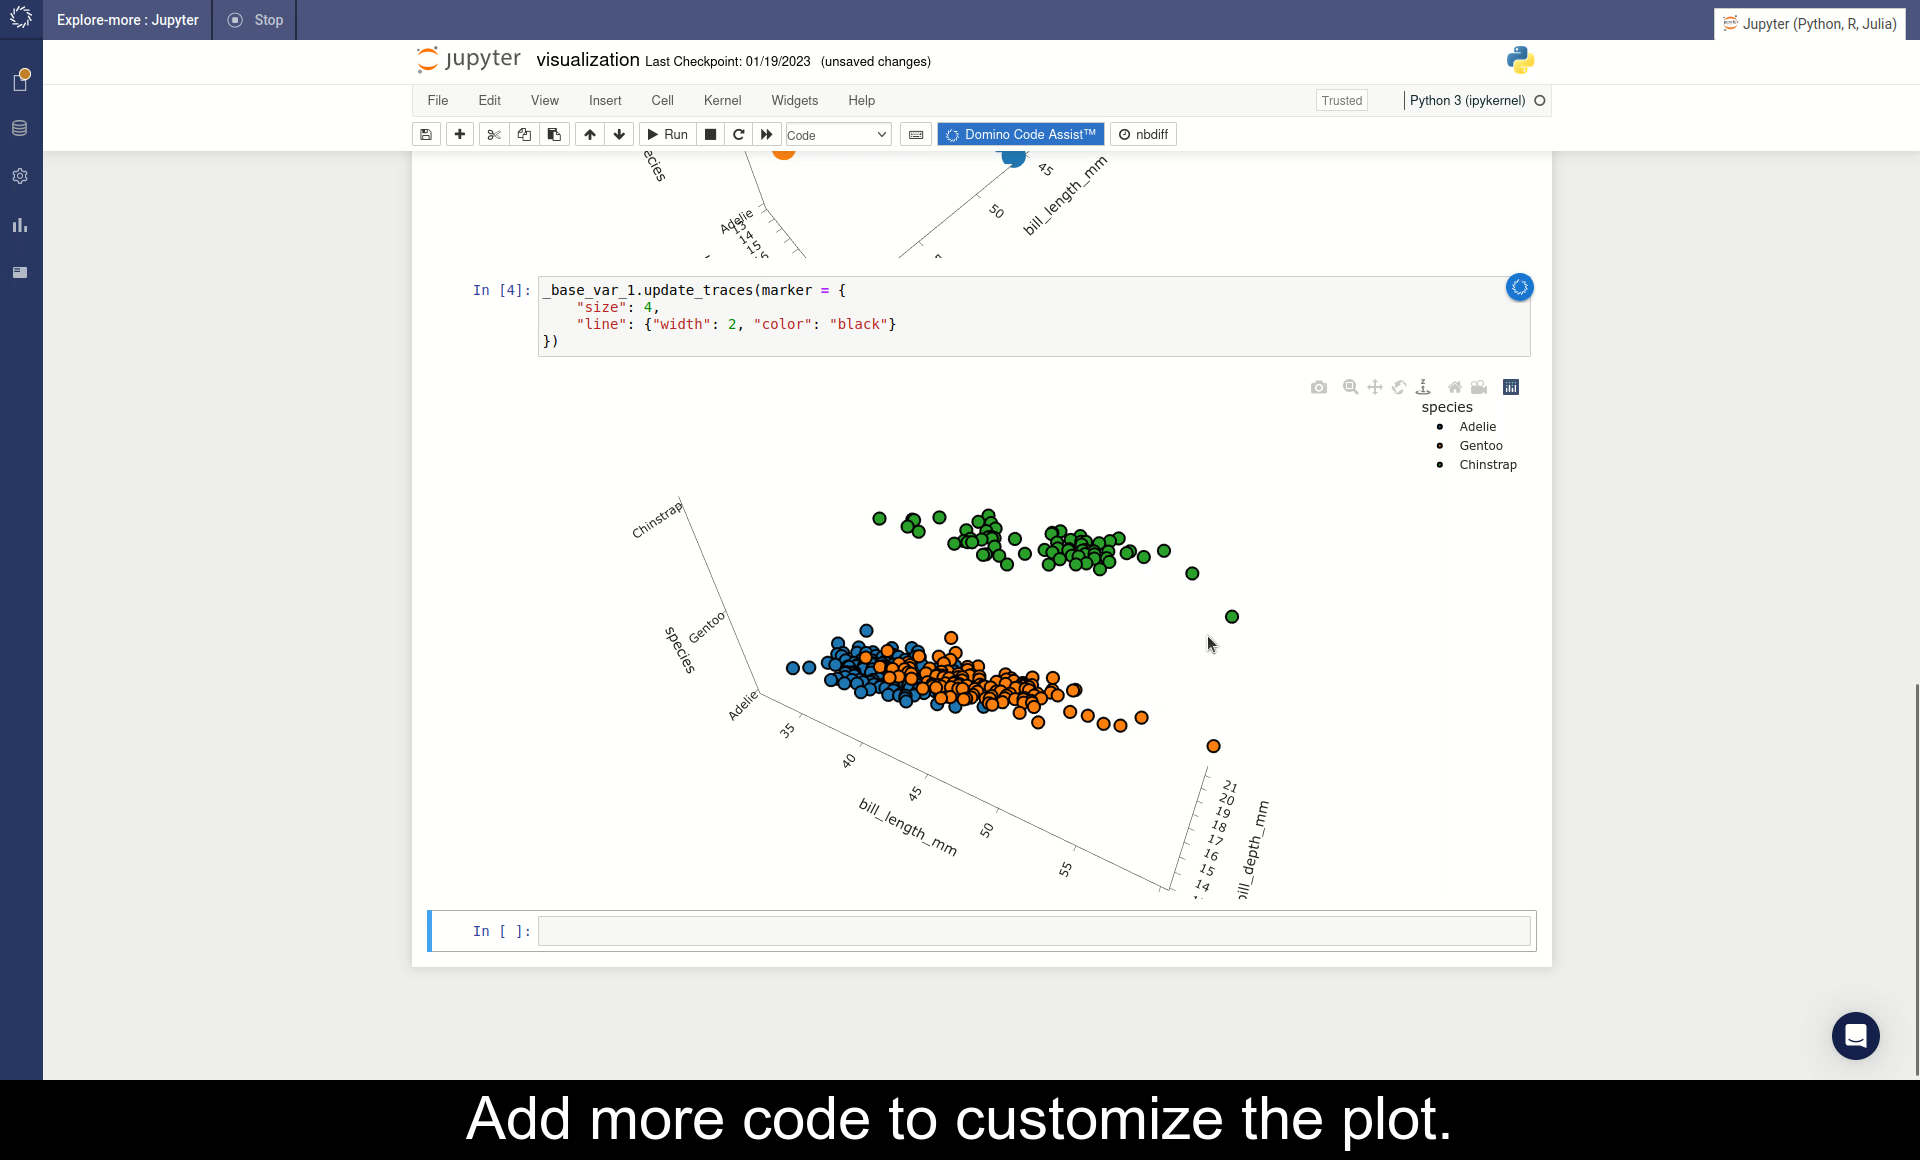 Explore-more : Jupyter
Stop
Jupyter (Python, R, Julia)
jupyter visualization Last Checkpoint: 01/19/2023 (unsaved changes)
File Edit View Insert Cell Kernel Widgets Help
Trusted
Python 3 (ipykernel)
Run
Code
Domino Code Assist™
nbdiff
ecies
Adelie
13
14
15
45
50
bill_length_mm
In [4]:
_base_var_1.update_traces(marker = {
"size": 4,
"line": {"width": 2, "color": "black"}
})
species
Adelie
Gentoo
Chinstrap
Chinstrap
Gentoo
Adelie
species
35
40
45
50
55
bill_length_mm
21
20
19
18
17
16
15
14
bill_depth_mm
In [ ]:
Add more code to customize the plot.